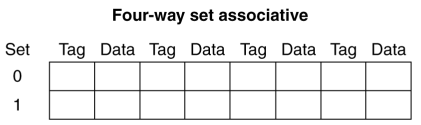 Four-way set associative
Set Tag Data Tag Data Tag Data Tag Data
0
1